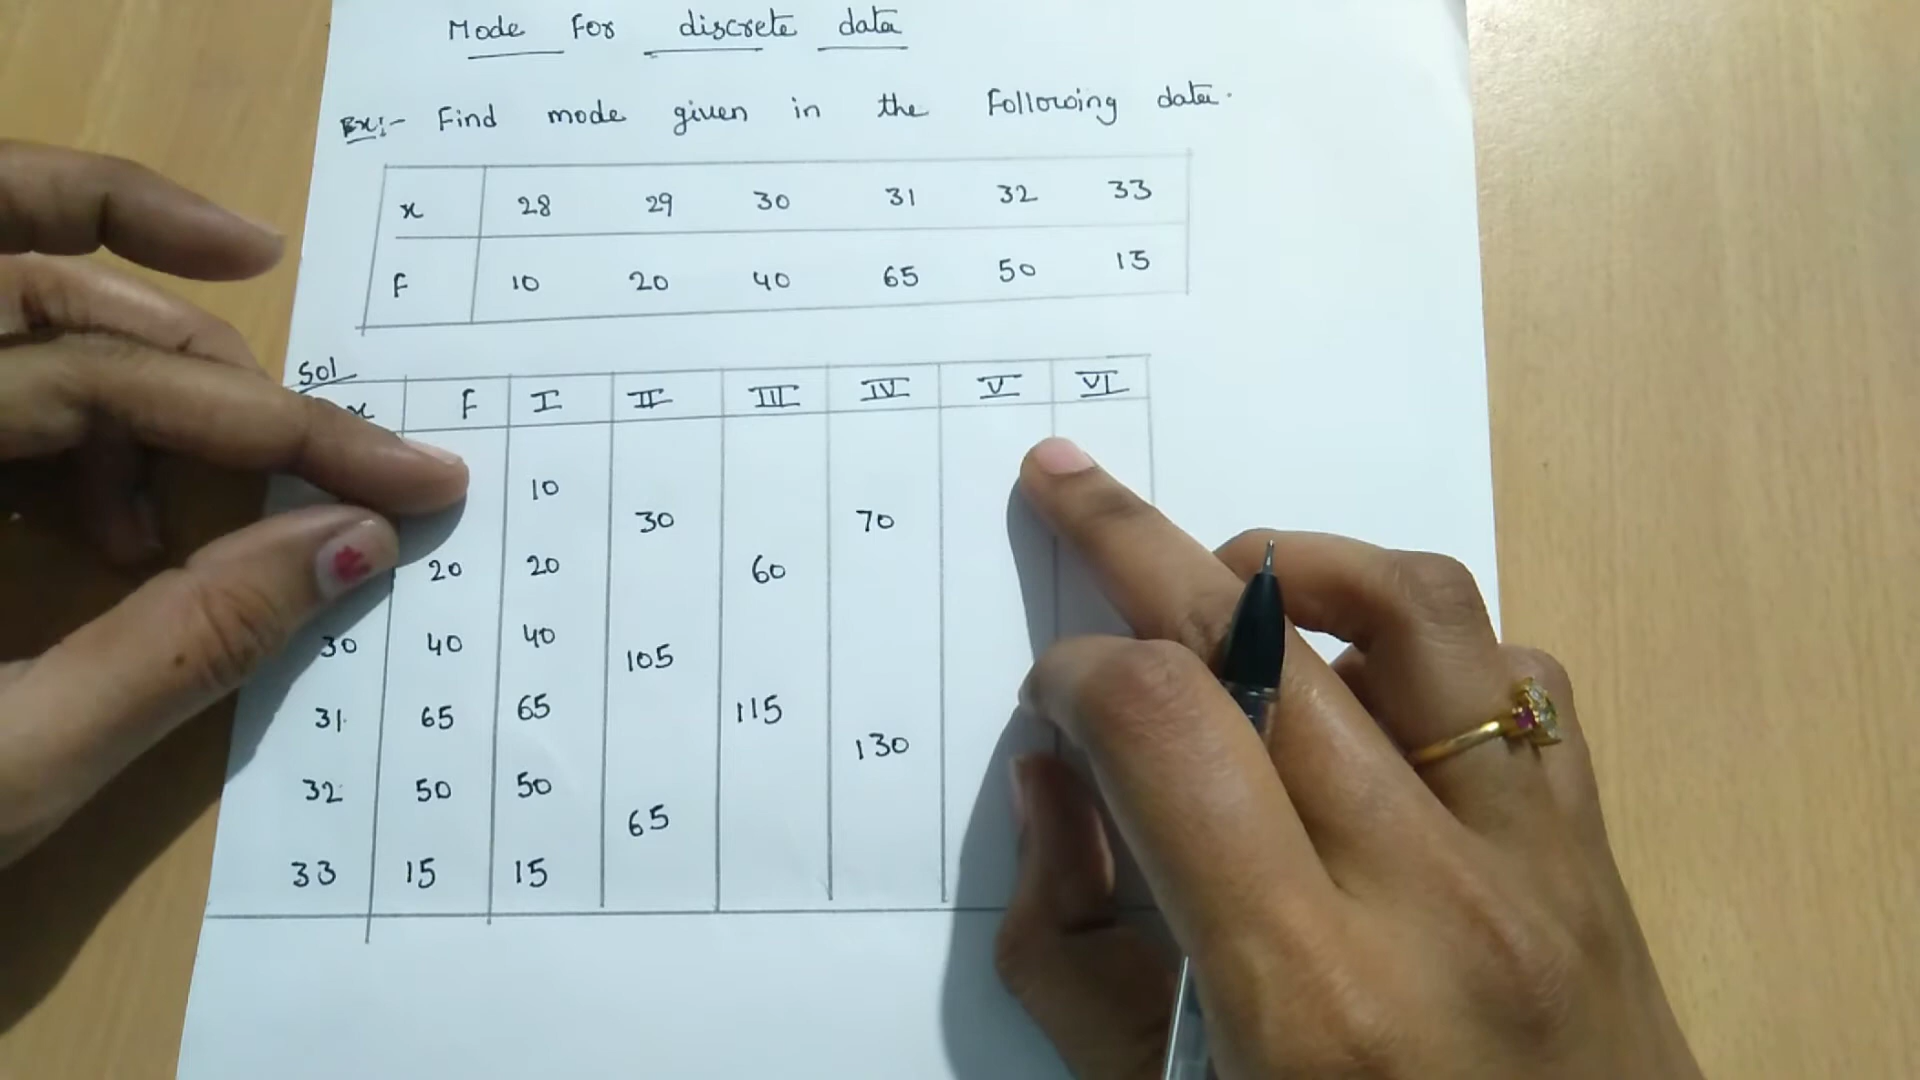 Mode For discrete data
Ex:- Find mode given in the following data.
x 28 29 30 31 32 33
F 10 20 40 65 50 15
Sol
x F I II III IV V VI
10
30 70
20 20 60
30 40 40
105
31 65 65 115
130
32 50 50
65
33 15 15